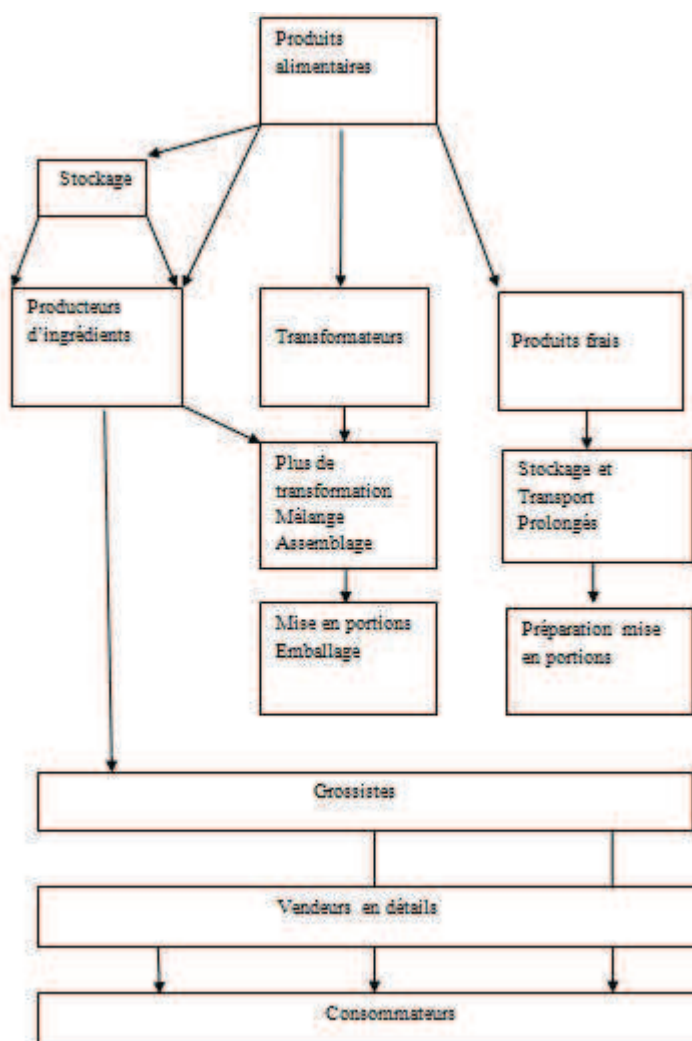 Produits
alimentaires
Stockage
Producteurs
d'ingrédients
Transformateurs
Produits frais
Plus de
transformation
Mélange
Assemblage
Stockage et
Transport
Prolongés
Mise en portions
Emballage
Préparation mise
en portions
Grossistes
Vendeurs en détails
Consommateurs